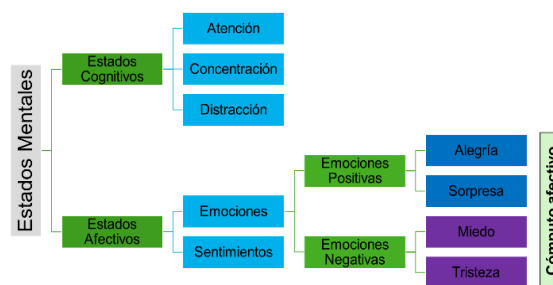 Estados Mentales
Estados
Cognitivos
Atención
Concentración
Distracción
Estados
Afectivos
Emociones
Sentimientos
Emociones
Positivas
Alegría
Sorpresa
Emociones
Negativas
Miedo
Tristeza
afectivo